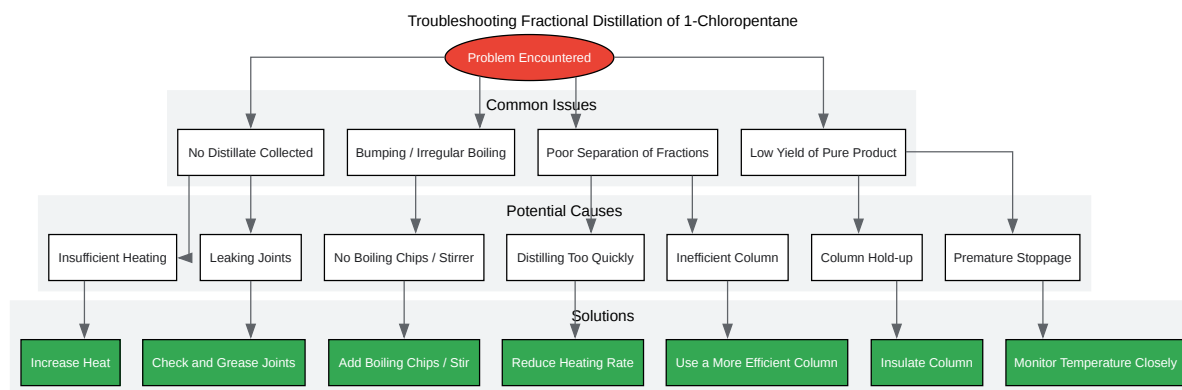 Troubleshooting Fractional Distillation of 1-Chloropentane
Problem Encountered
Common Issues
No Distillate Collected
Bumping / Irregular Boiling
Poor Separation of Fractions
Low Yield of Pure Product
Potential Causes
Insufficient Heating
Leaking Joints
No Boiling Chips / Stirrer
Distilling Too Quickly
Inefficient Column
Column Hold-up
Premature Stoppage
Solutions
Increase Heat
Check and Grease Joints
Add Boiling Chips / Stir
Reduce Heating Rate
Use a More Efficient Column
Insulate Column
Monitor Temperature Closely